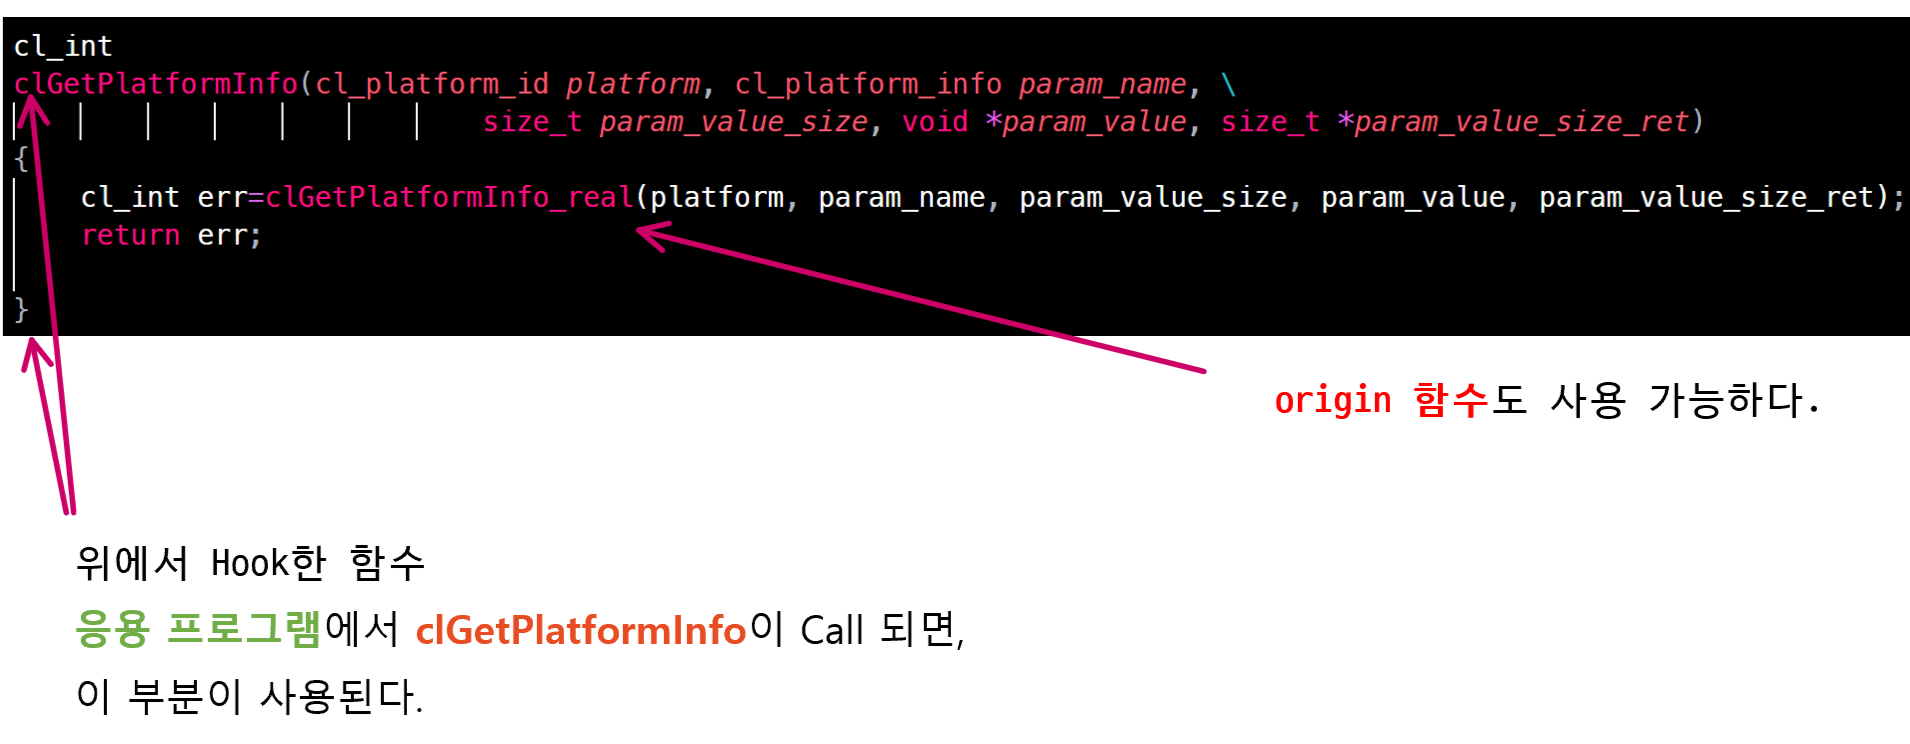 cl_int
clGetPlatformInfo(cl_platform_id platform, cl_platform_info param_name, \
size_t param_value_size, void *param_value, size_t *param_value_size_ret)
{
cl_int err=clGetPlatformInfo_real(platform, param_name, param_value_size, param_value, param_value_size_ret);
return err;
}
origin 함수도 사용 가능하다.
위에서 Hook한 함수
응용 프로그램에서 clGetPlatformInfo이 Call 되면,
이 부분이 사용된다.